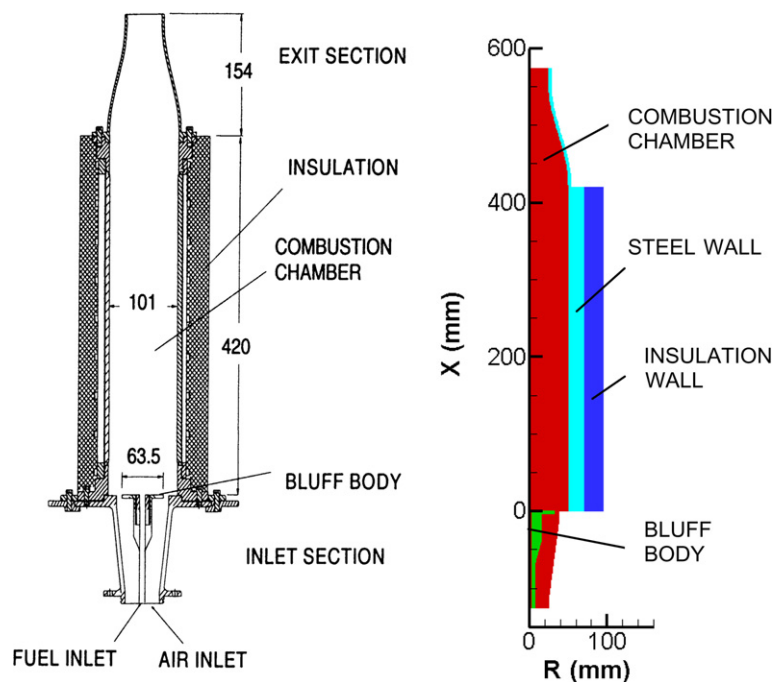 EXIT SECTION
154
INSULATION
COMBUSTION
CHAMBER
101
420
63.5
BLUFF BODY
INLET SECTION
FUEL INLET
AIR INLET
600
COMBUSTION
CHAMBER
400
STEEL WALL
X (mm)
200
INSULATION
WALL
0
BLUFF
BODY
0
100
R (mm)